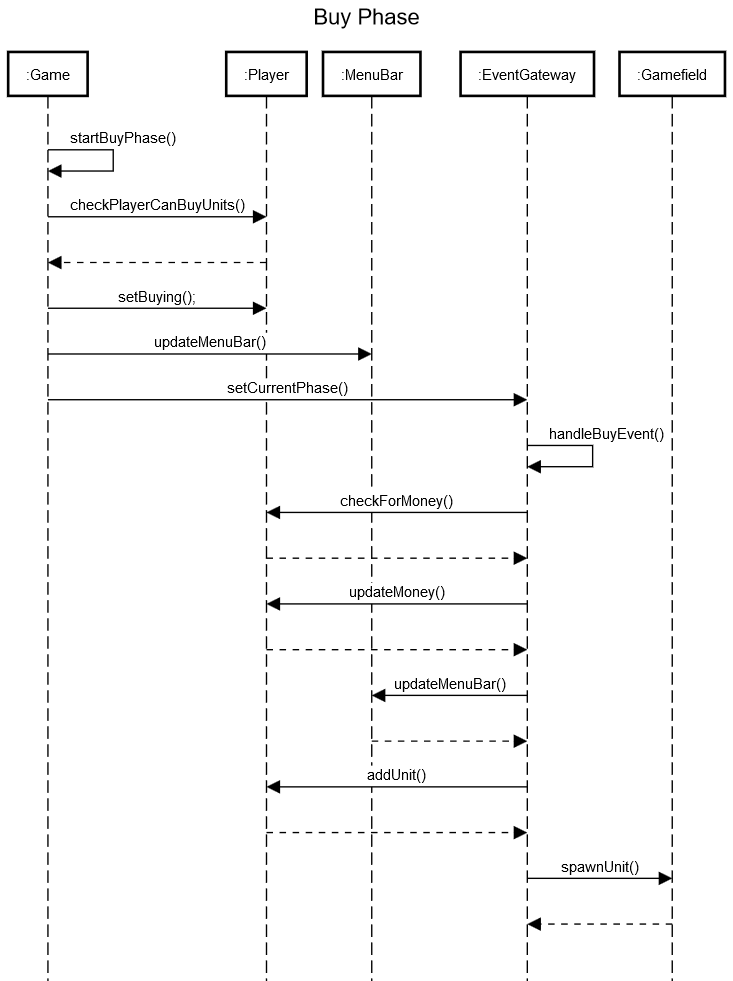 Buy Phase
:Game
:Player
:MenuBar
:EventGateway
:Gamefield
startBuyPhase()
checkPlayerCanBuyUnits()
setBuying();
updateMenuBar()
setCurrentPhase()
handleBuyEvent()
checkForMoney()
updateMoney()
updateMenuBar()
addUnit()
spawnUnit()